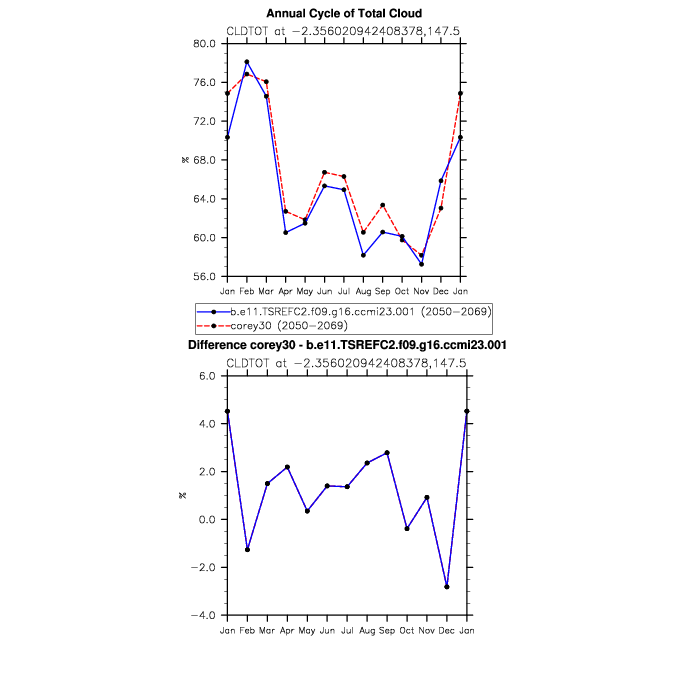 Annual Cycle of Total Cloud
CLDTOT at −2.356020942408378,147.5
80.0
76.0
72.0
68.0
64.0
60.0
56.0
%
Jan Feb Mar Apr May Jun Jul Aug Sep Oct Nov Dec Jan
b.e11.TSREFC2.f09.g16.ccmi23.001 (2050−2069)
corey30 (2050−2069)
Difference corey30 - b.e11.TSREFC2.f09.g16.ccmi23.001
CLDTOT at −2.356020942408378,147.5
6.0
4.0
2.0
0.0
−2.0
−4.0
%
Jan Feb Mar Apr May Jun Jul Aug Sep Oct Nov Dec Jan